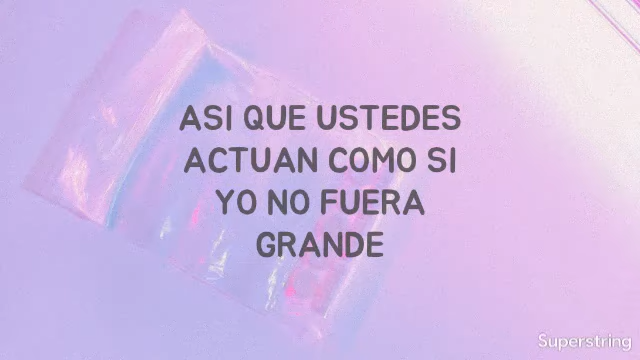 ASI QUE USTEDES
ACTUAN COMO SI
YO NO FUERA
GRANDE
Superstring